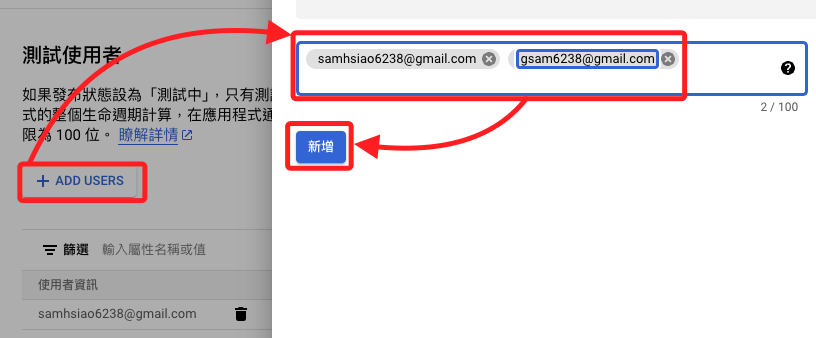 測試使用者
如果發布狀態設為「測試中」，只有測試
式的整個生命週期計算，在應用程式通
限為 100 位。 瞭解詳情
+ ADD USERS
篩選 輸入屬性名稱或值
使用者資訊
samhsiao6238@gmail.com
samhsiao6238@gmail.com gsam6238@gmail.com
2 / 100
新增